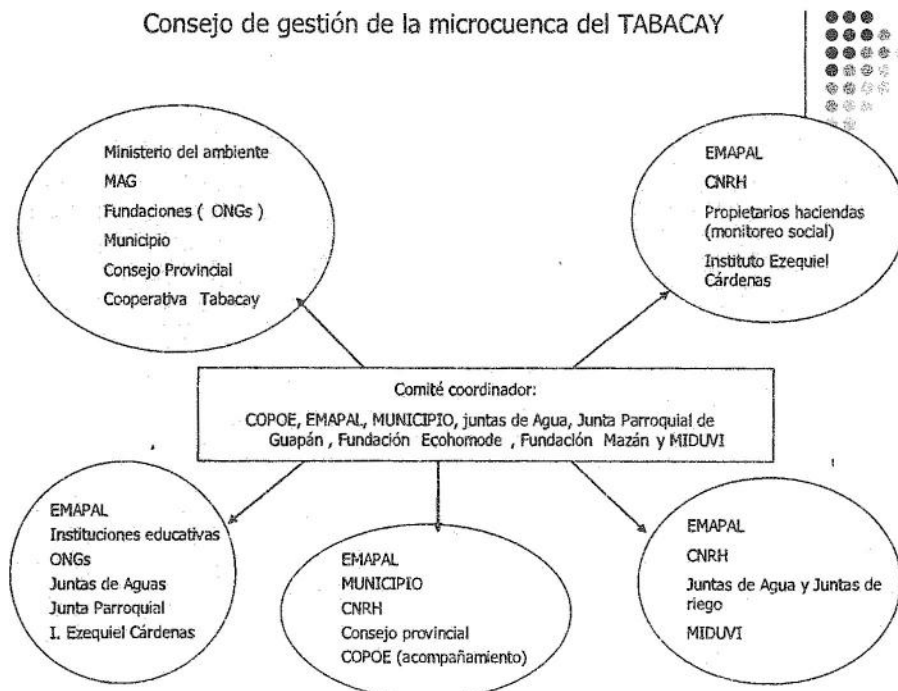 Consejo de gestión de la microcuenca del TABACAY
Ministerio del ambiente
MAG
Fundaciones ( ONGs )
Municipio
Consejo Provincial
Cooperativa Tabacay
EMAPAL
CNRH
Propietarios haciendas
(monitoreo social)
Instituto Ezequiel
Cárdenas
Comité coordinador:
COPOE, EMAPAL, MUNICIPIO, juntas de Agua, Junta Parroquial de
Guapán , Fundación Ecohomode , Fundación Mazán y MIDUVI
EMAPAL
Instituciones educativas
ONGs
Juntas de Aguas
Junta Parroquial
I. Ezequiel Cárdenas
EMAPAL
MUNICIPIO
CNRH
Consejo provincial
COPOE (acompañamiento)
EMAPAL
CNRH
Juntas de Agua y Juntas de
riego
MIDUVI